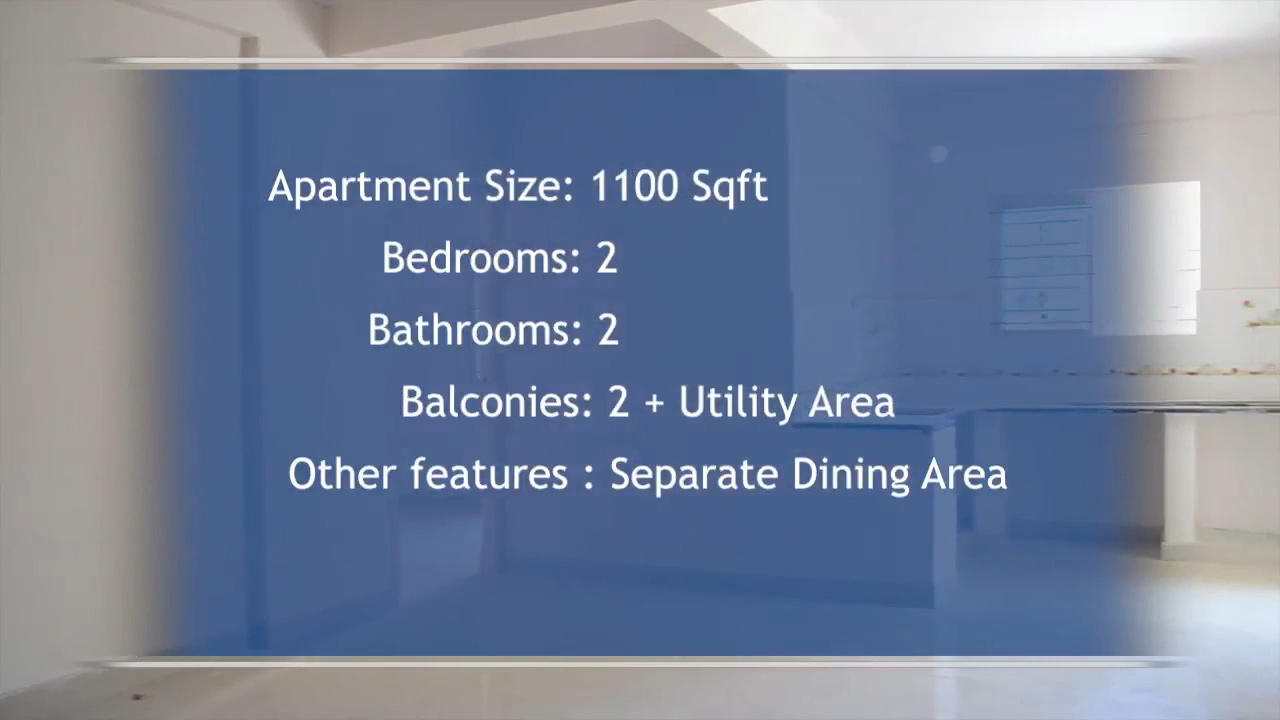 Apartment Size: 1100 Sqft
Bedrooms: 2
Bathrooms: 2
Balconies: 2 + Utility Area
Other features : Separate Dining Area